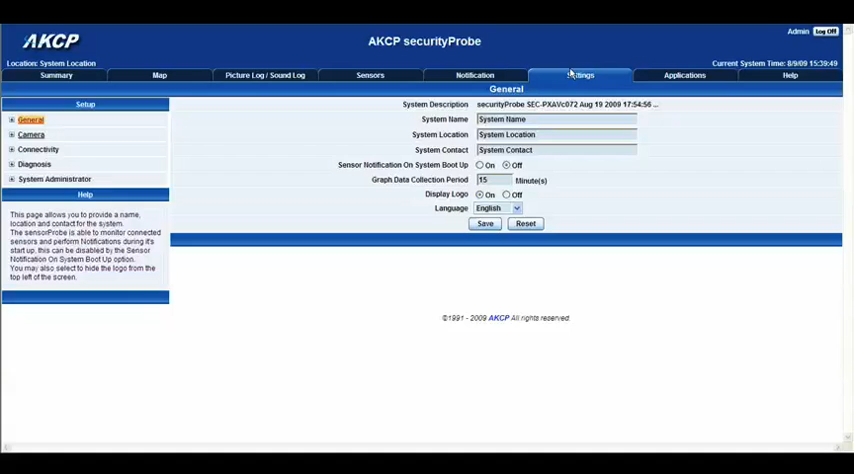 Admin Log Off
AKCP
AKCP securityProbe
Location: System Location
Current System Time: 8/9/09 15:39:49
Summary Map Picture Log / Sound Log Sensors Notification Settings Applications Help
General
Setup
General
Camera
Connectivity
Diagnosis
System Administrator
Help
This page allows you to provide a name,
location and contact for the system.
The sensorProbe is able to monitor connected
sensors and perform Notifications during it's
start up, this can be disabled by the Sensor
Notification On System Boot Up option.
You may also select to hide the logo from the
top left of the screen.
System Description securityProbe SEC-PXAVc072 Aug 19 2009 17:54:56 ...
System Name System Name
System Location System Location
System Contact System Contact
Sensor Notification On System Boot Up On Off
Graph Data Collection Period 15 Minute(s)
Display Logo On Off
Language English
Save Reset
©1991 - 2009 AKCP All rights reserved.